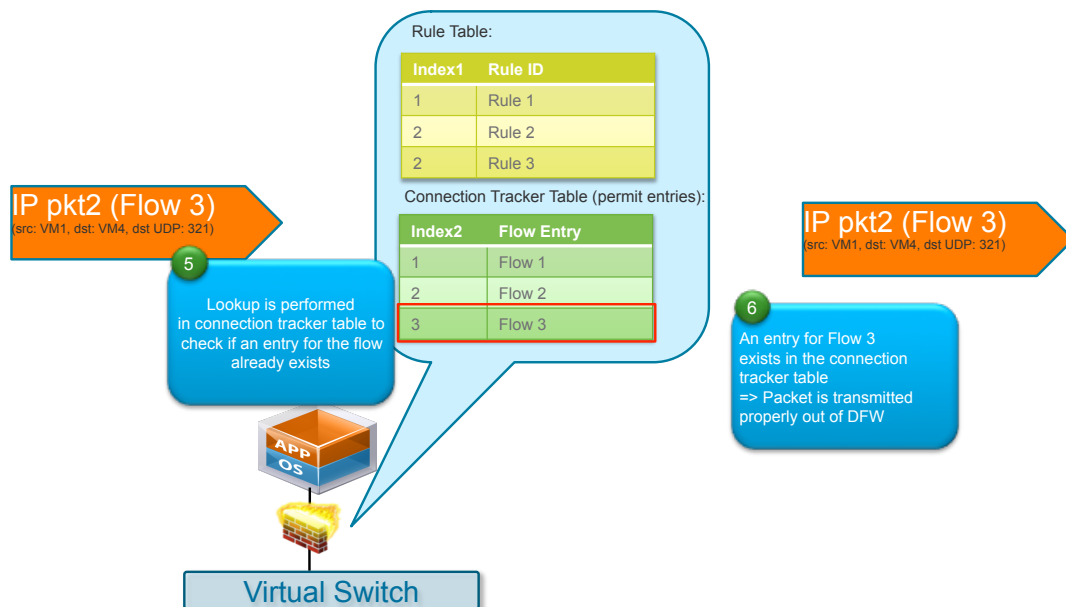 Rule Table:
Index1 Rule ID
1 Rule 1
2 Rule 2
2 Rule 3
Connection Tracker Table (permit entries):
Index2 Flow Entry
1 Flow 1
2 Flow 2
3 Flow 3
IP pkt2 (Flow 3)
(src: VM1, dst: VM4, dst UDP: 321)
5
Lookup is performed
in connection tracker table to
check if an entry for the flow
already exists
IP pkt2 (Flow 3)
(src: VM1, dst: VM4, dst UDP: 321)
6
An entry for Flow 3
exists in the connection
tracker table
=> Packet is transmitted
properly out of DFW
APP
OS
Virtual Switch